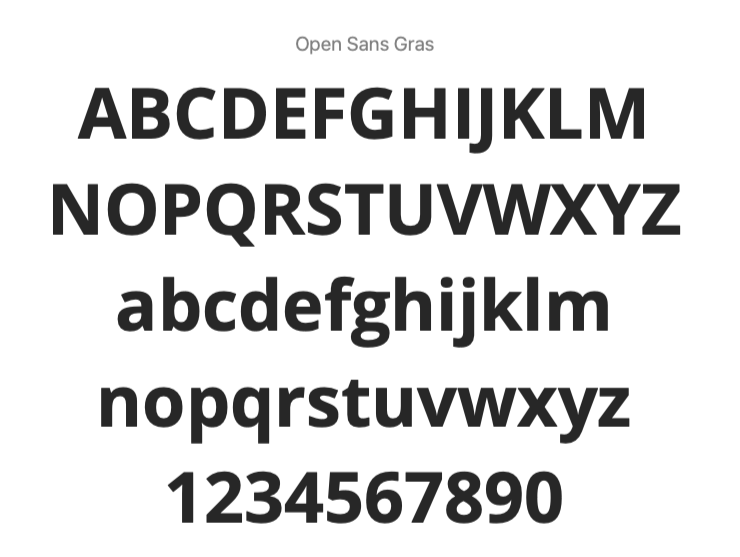 Open Sans Gras
ABCDEFGHIJKLM
NOPQRSTUVWXYZ
abcdefghijklm
nopqrstuvwxyz
1234567890